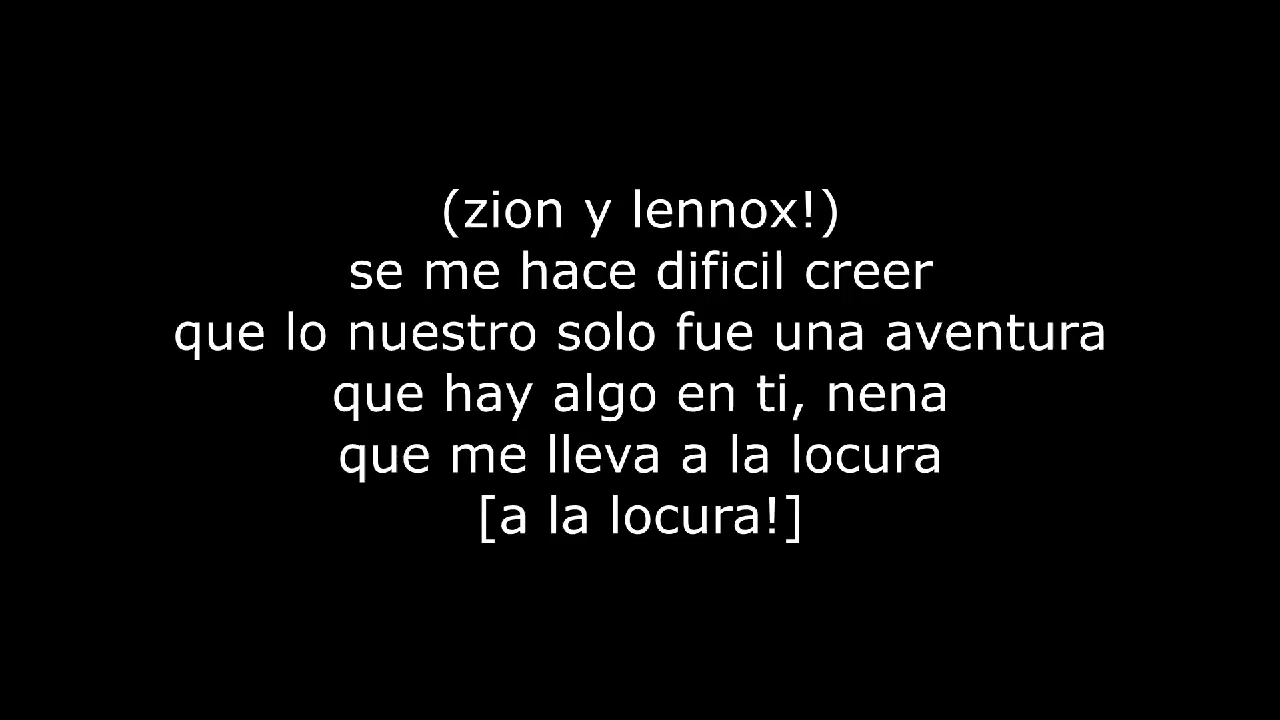 (zion y lennox!)
se me hace dificil creer
que lo nuestro solo fue una aventura
que hay algo en ti, nena
que me lleva a la locura
[a la locura!]